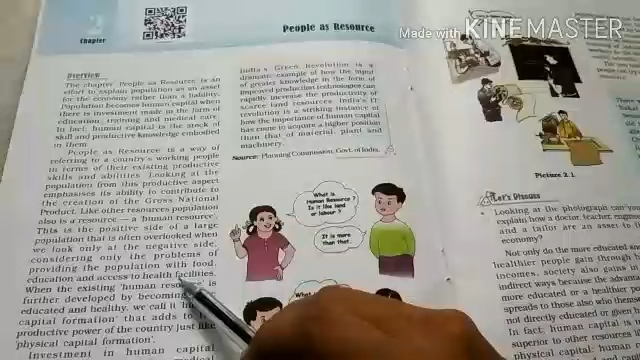 2
Chapter
People as Resource
Made with KINEMASTER
Overview
The chapter 'People as Resource' is an
effort to explain population as an asset
for the economy rather than a liability.
Population becomes human capital when
there is investment made in the form of
education, training and medical care.
In fact, human capital is the stock of
skill and productive knowledge embodied
in them.
'People as Resource' is a way of
referring to a country's working people
in terms of their existing productive
skills and abilities. Looking at the
population from this productive aspect
emphasises its ability to contribute to
the creation of the Gross National
Product. Like other resources population
also is a resource — a 'human resource'.
This is the positive side of a large
population that is often overlooked when
we look only at the negative side,
considering only the problems of
providing the population with food,
education and access to health facilities.
When the existing 'human resource' is
further developed by becoming
educated and healthy, we call it
capital formation' that adds to
productive power of the country just like
'physical capital formation'.
Investment in human capital
India's Green Revolution is a
dramatic example of how the input
of greater knowledge in the form of
improved production technologies can
rapidly increase the productivity of
scarce land resources. India's IT
revolution is a striking instance of
how the importance of human capital
has come to acquire a higher position
than that of material, plant and
machinery.
Source: Planning Commission, Govt. of India.
What is
Human Resource?
Is it like land
or labour?
It is more
than that.
Picture 2.1
Let's Discuss
Looking at the photograph can you
explain how a doctor, teacher, engineer
and a tailor are an asset to the
economy?
Not only do the more educated and
healthier people gain through
incomes, society also gains
indirect ways because the advantage
more educated or a healthier
spreads to those also who
not directly educated or given
In fact, human capital is
superior to other resources
physical capital: human